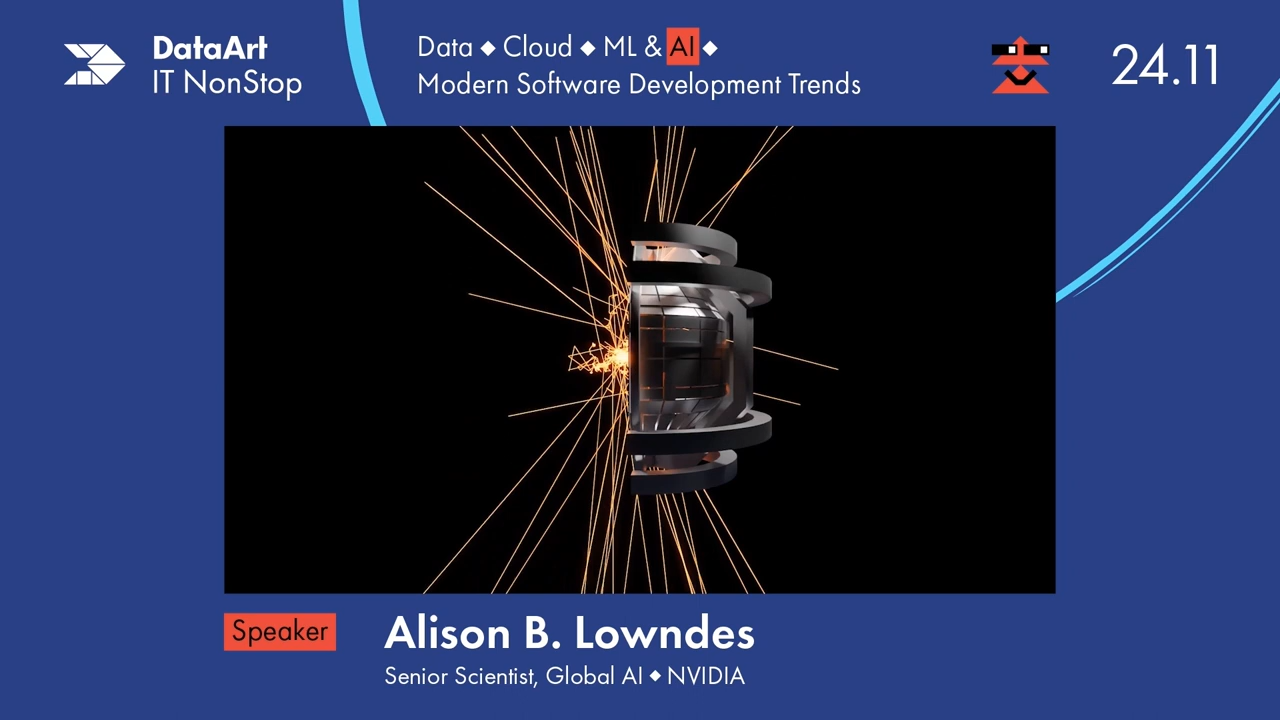 DataArt
IT NonStop
Data ◆ Cloud ◆ ML & AI ◆
Modern Software Development Trends
24.11
Speaker
Alison B. Lowndes
Senior Scientist, Global AI ◆ NVIDIA